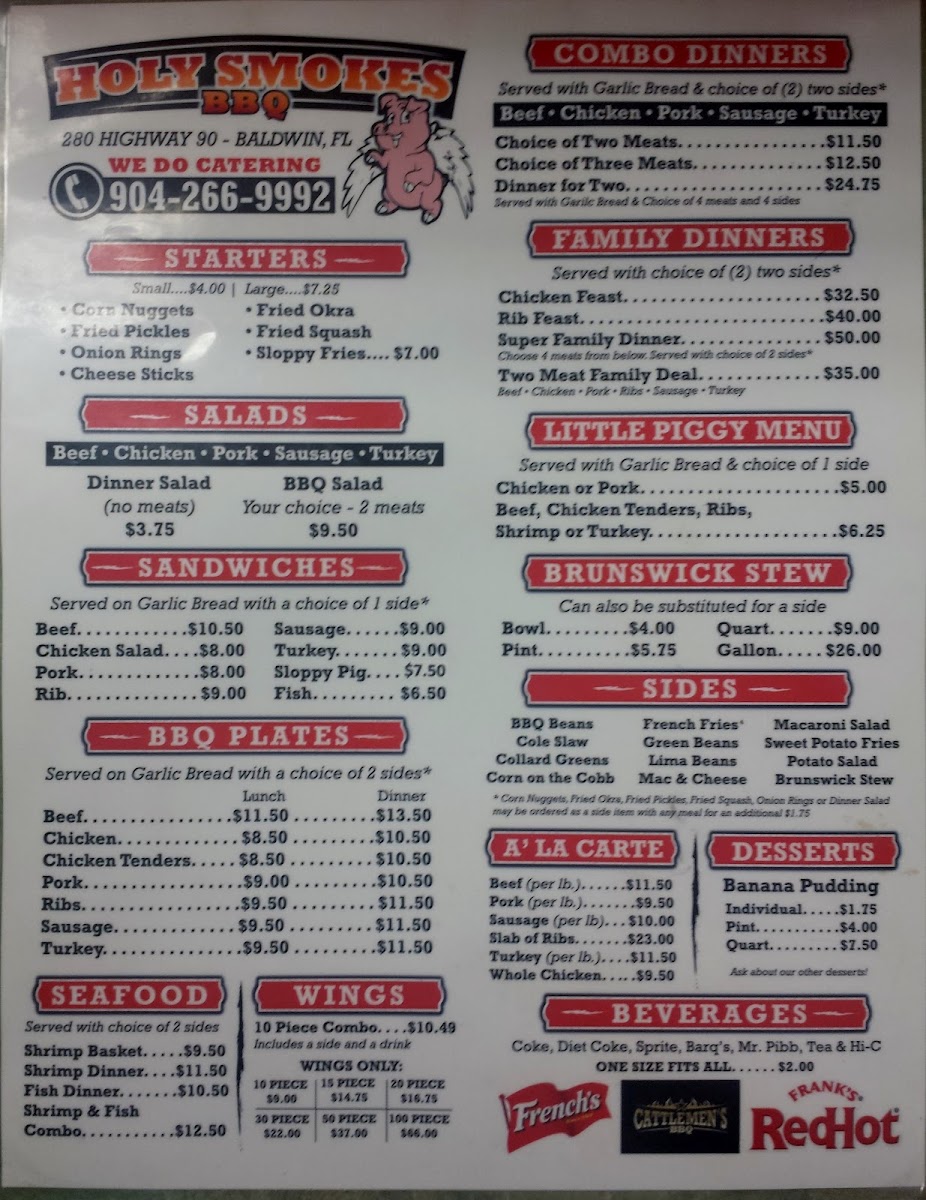 HOLY SMOKES
BBQ
280 HIGHWAY 90 - BALDWIN, FL
WE DO CATERING
904-266-9992
STARTERS
Small....$4.00 | Large....$7.25
• Corn Nuggets • Fried Okra
• Fried Pickles • Fried Squash
• Onion Rings • Sloppy Fries.... $7.00
• Cheese Sticks
SALADS
Beef • Chicken • Pork • Sausage • Turkey
Dinner Salad BBQ Salad
(no meats) Your choice - 2 meats
$3.75 $9.50
SANDWICHES
Served on Garlic Bread with a choice of 1 side*
Beef............$10.50 Sausage......$9.00
Chicken Salad....$8.00 Turkey.......$9.00
Pork............$8.00 Sloppy Pig....$7.50
Rib.............$9.00 Fish.........$6.50
BBQ PLATES
Served on Garlic Bread with a choice of 2 sides*
Lunch Dinner
Beef................$11.50.........$13.50
Chicken.............$8.50.........$10.50
Chicken Tenders.....$8.50.........$10.50
Pork................$9.00.........$10.50
Ribs................$9.50.........$11.50
Sausage.............$9.50.........$11.50
Turkey..............$9.50.........$11.50
SEAFOOD
Served with choice of 2 sides
Shrimp Basket.....$9.50
Shrimp Dinner....$11.50
Fish Dinner.......$10.50
Shrimp & Fish
Combo...........$12.50
WINGS
10 Piece Combo....$10.49
Includes a side and a drink
WINGS ONLY:
10 PIECE 15 PIECE 20 PIECE
$9.00 $14.75 $16.75
30 PIECE 50 PIECE 100 PIECE
$22.00 $37.00 $66.00
COMBO DINNERS
Served with Garlic Bread & choice of (2) two sides*
Beef • Chicken • Pork • Sausage • Turkey
Choice of Two Meats................$11.50
Choice of Three Meats..............$12.50
Dinner for Two.....................$24.75
Served with Garlic Bread & Choice of 4 meats and 4 sides
FAMILY DINNERS
Served with choice of (2) two sides*
Chicken Feast......................$32.50
Rib Feast..........................$40.00
Super Family Dinner................$50.00
Choose 4 meats from below. Served with choice of 2 sides*
Two Meat Family Deal.............$35.00
Beef • Chicken • Pork • Ribs • Sausage • Turkey
LITTLE PIGGY MENU
Served with Garlic Bread & choice of 1 side
Chicken or Pork.....................$5.00
Beef, Chicken Tenders, Ribs,
Shrimp or Turkey....................$6.25
BRUNSWICK STEW
Can also be substituted for a side
Bowl.........$4.00 Quart.......$9.00
Pint..........$5.75 Gallon.....$26.00
SIDES
BBQ Beans French Fries* Macaroni Salad
Cole Slaw Green Beans Sweet Potato Fries
Collard Greens Lima Beans Potato Salad
Corn on the Cobb Mac & Cheese Brunswick Stew
* Corn Nuggets, Fried Okra, Fried Pickles, Fried Squash, Onion Rings or Dinner Salad
may be ordered as a side item with any meal for an additional $1.75
A' LA CARTE
Beef (per lb.)......$11.50
Pork (per lb.).......$9.50
Sausage (per lb)...$10.00
Slab of Ribs.......$23.00
Turkey (per lb.)....$11.50
Whole Chicken.....$9.50
DESSERTS
Banana Pudding
Individual.....$1.75
Pint...........$4.00
Quart.........$7.50
Ask about our other desserts!
BEVERAGES
Coke, Diet Coke, Sprite, Barq's, Mr. Pibb, Tea & Hi-C
ONE SIZE FITS ALL......$2.00
French's
CATTLEMEN'S
BBQ
FRANK'S
RedHot